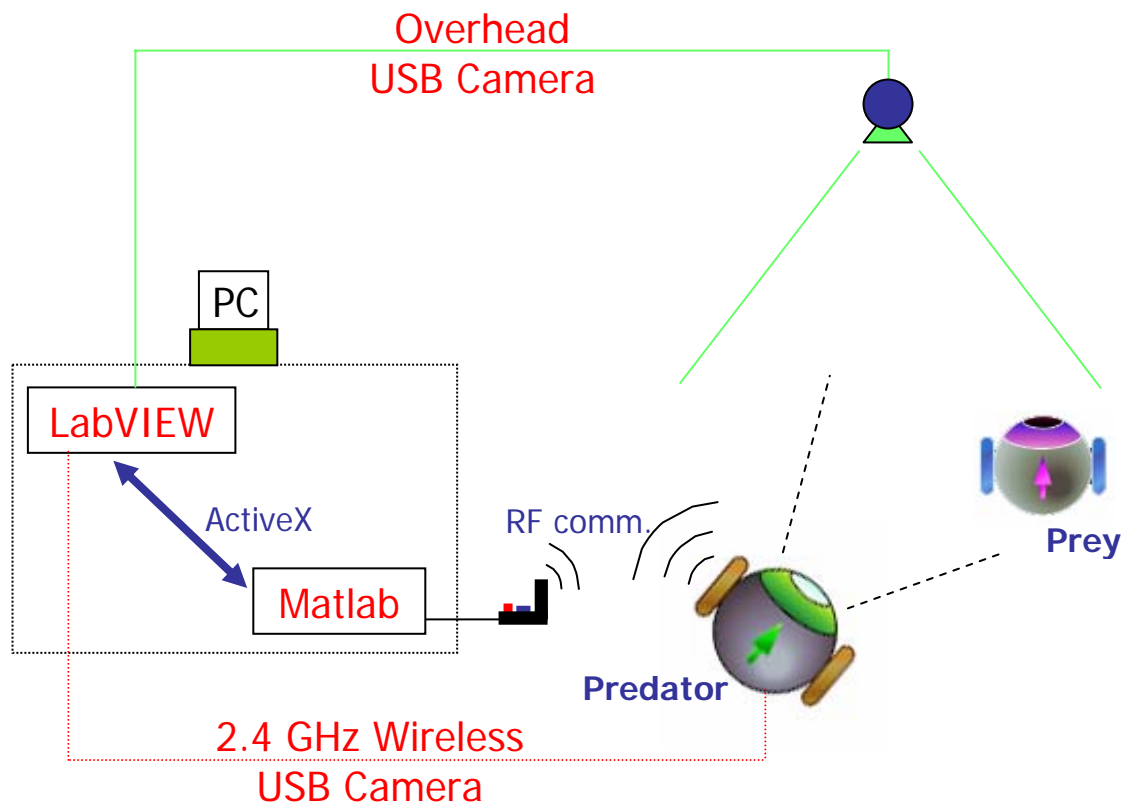 Overhead
USB Camera
PC
LabVIEW
ActiveX
RF comm.
Prey
Matlab
Predator
2.4 GHz Wireless
USB Camera